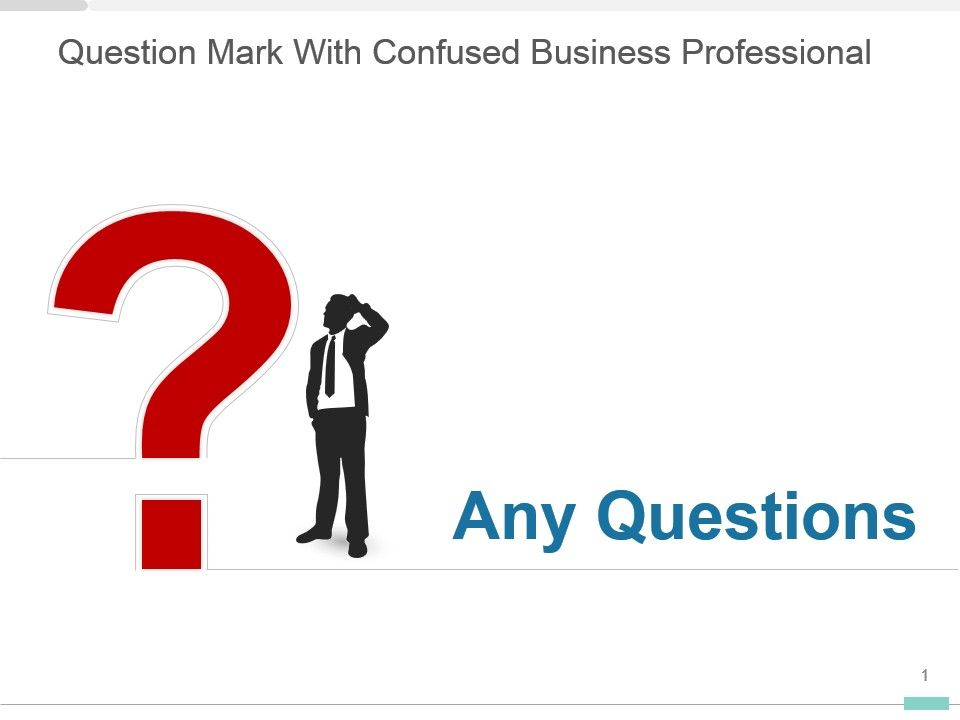 Question Mark With Confused Business Professional
?
Any Questions
1